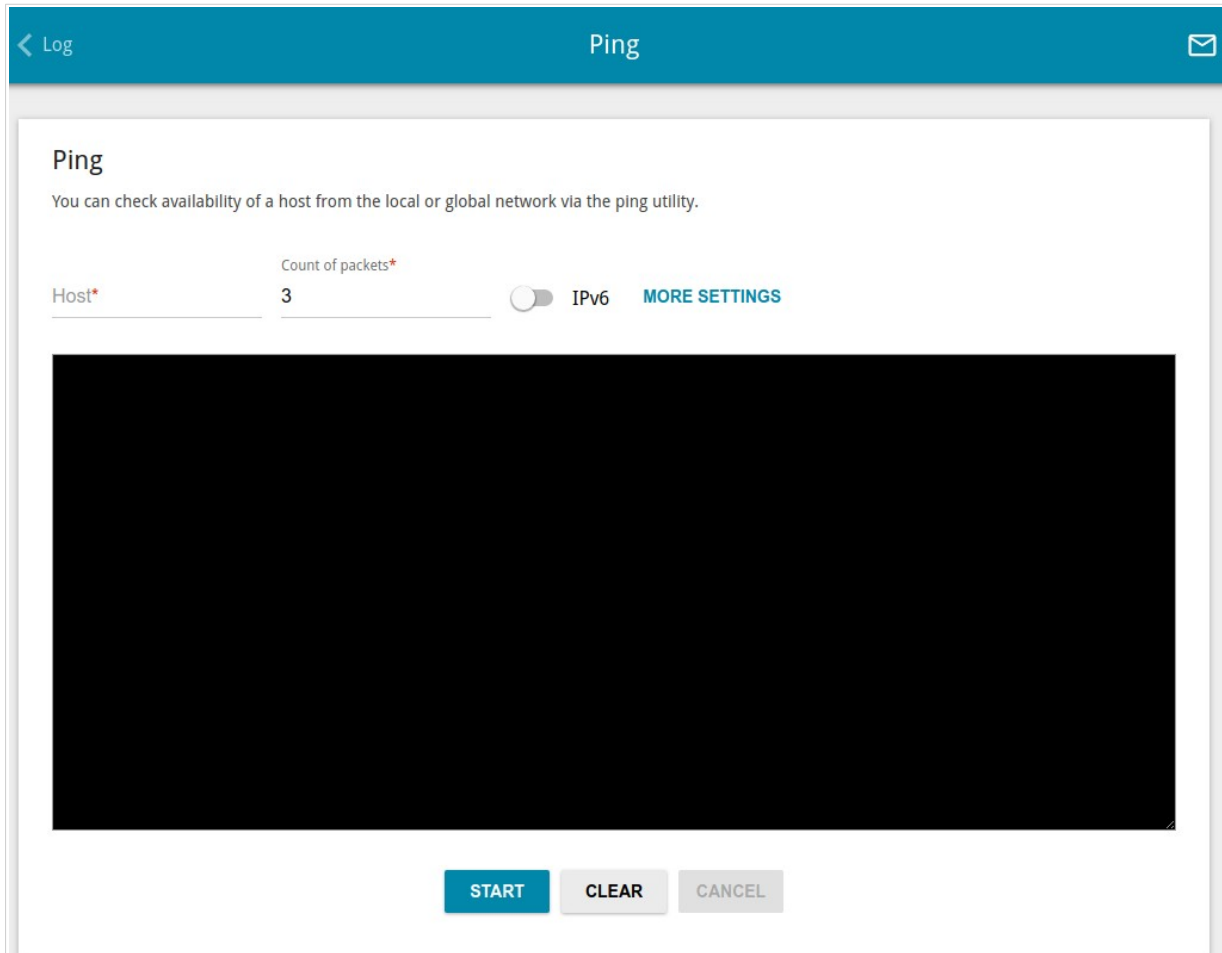 Log
Ping
Ping
You can check availability of a host from the local or global network via the ping utility.
Count of packets*
Host*
3
IPv6
MORE SETTINGS
START
CLEAR
CANCEL